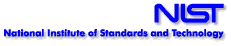 NIST
National Institute of Standards and Technology